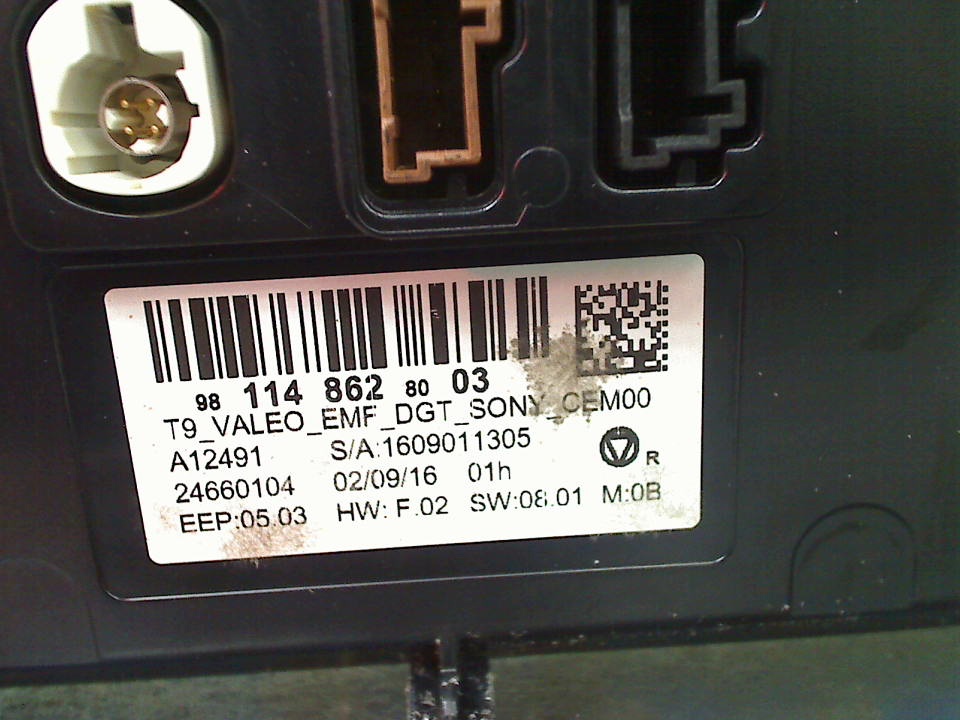 98 114 862 80 03
T9_VALEO_EMF_DGT_SONY_CEM00
A12491 S/A:1609011305
24660104 02/09/16 01h R
EEP:05.03 HW: F.02 SW:08.01 M:0B